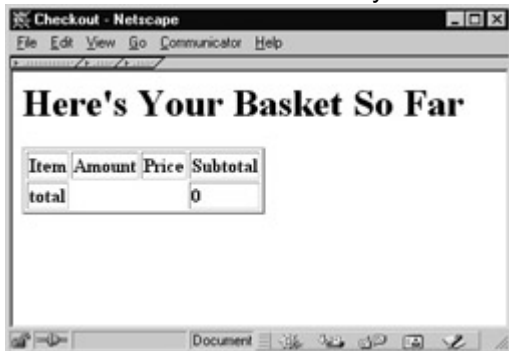 Checkout - Netscape
File Edit View Go Communicator Help
Here's Your Basket So Far
Item Amount Price Subtotal
total 0
Document